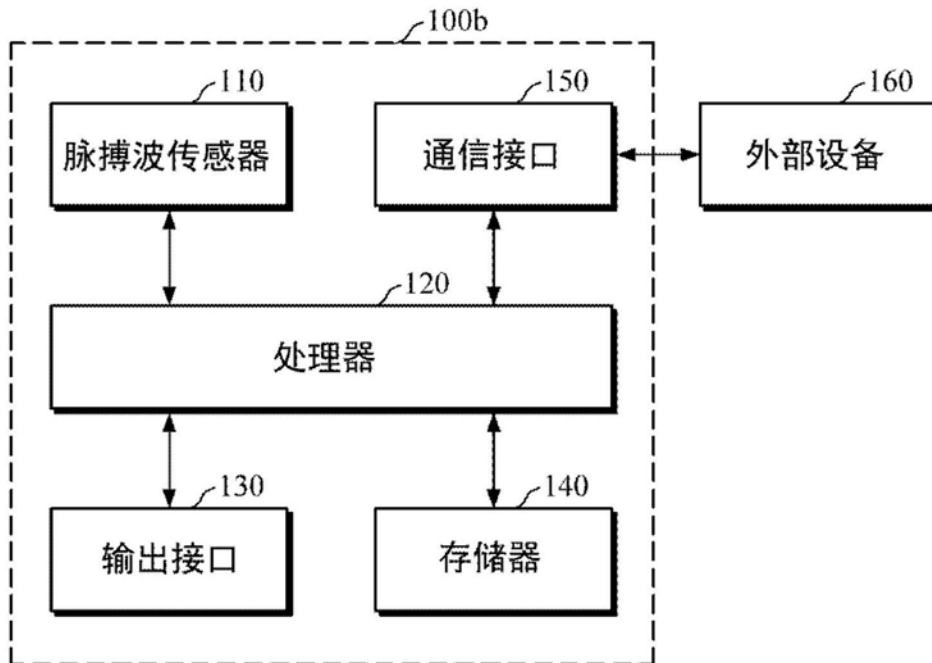 100b
110
150
160
脉搏波传感器
通信接口
外部设备
120
处理器
130
140
输出接口
存储器